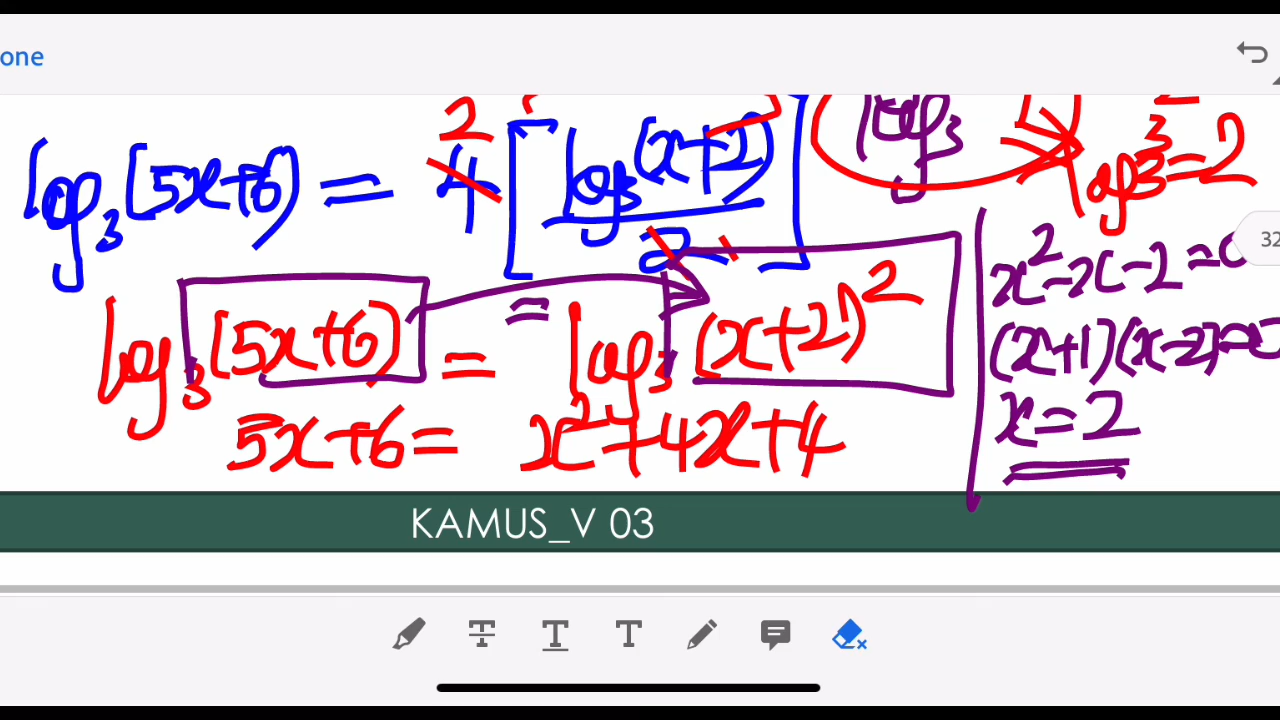 one
log₃(5x+6) = 4 2 [log₃(x+2) / 2]
log₃
log₃3² = 2
32
log₃(5x+6) = log₃(x+2)²
=
5x+6 = x²+4x+4
x²-x-2=0
(x+1)(x-2)=0
x=2
KAMUS_V 03
T T T